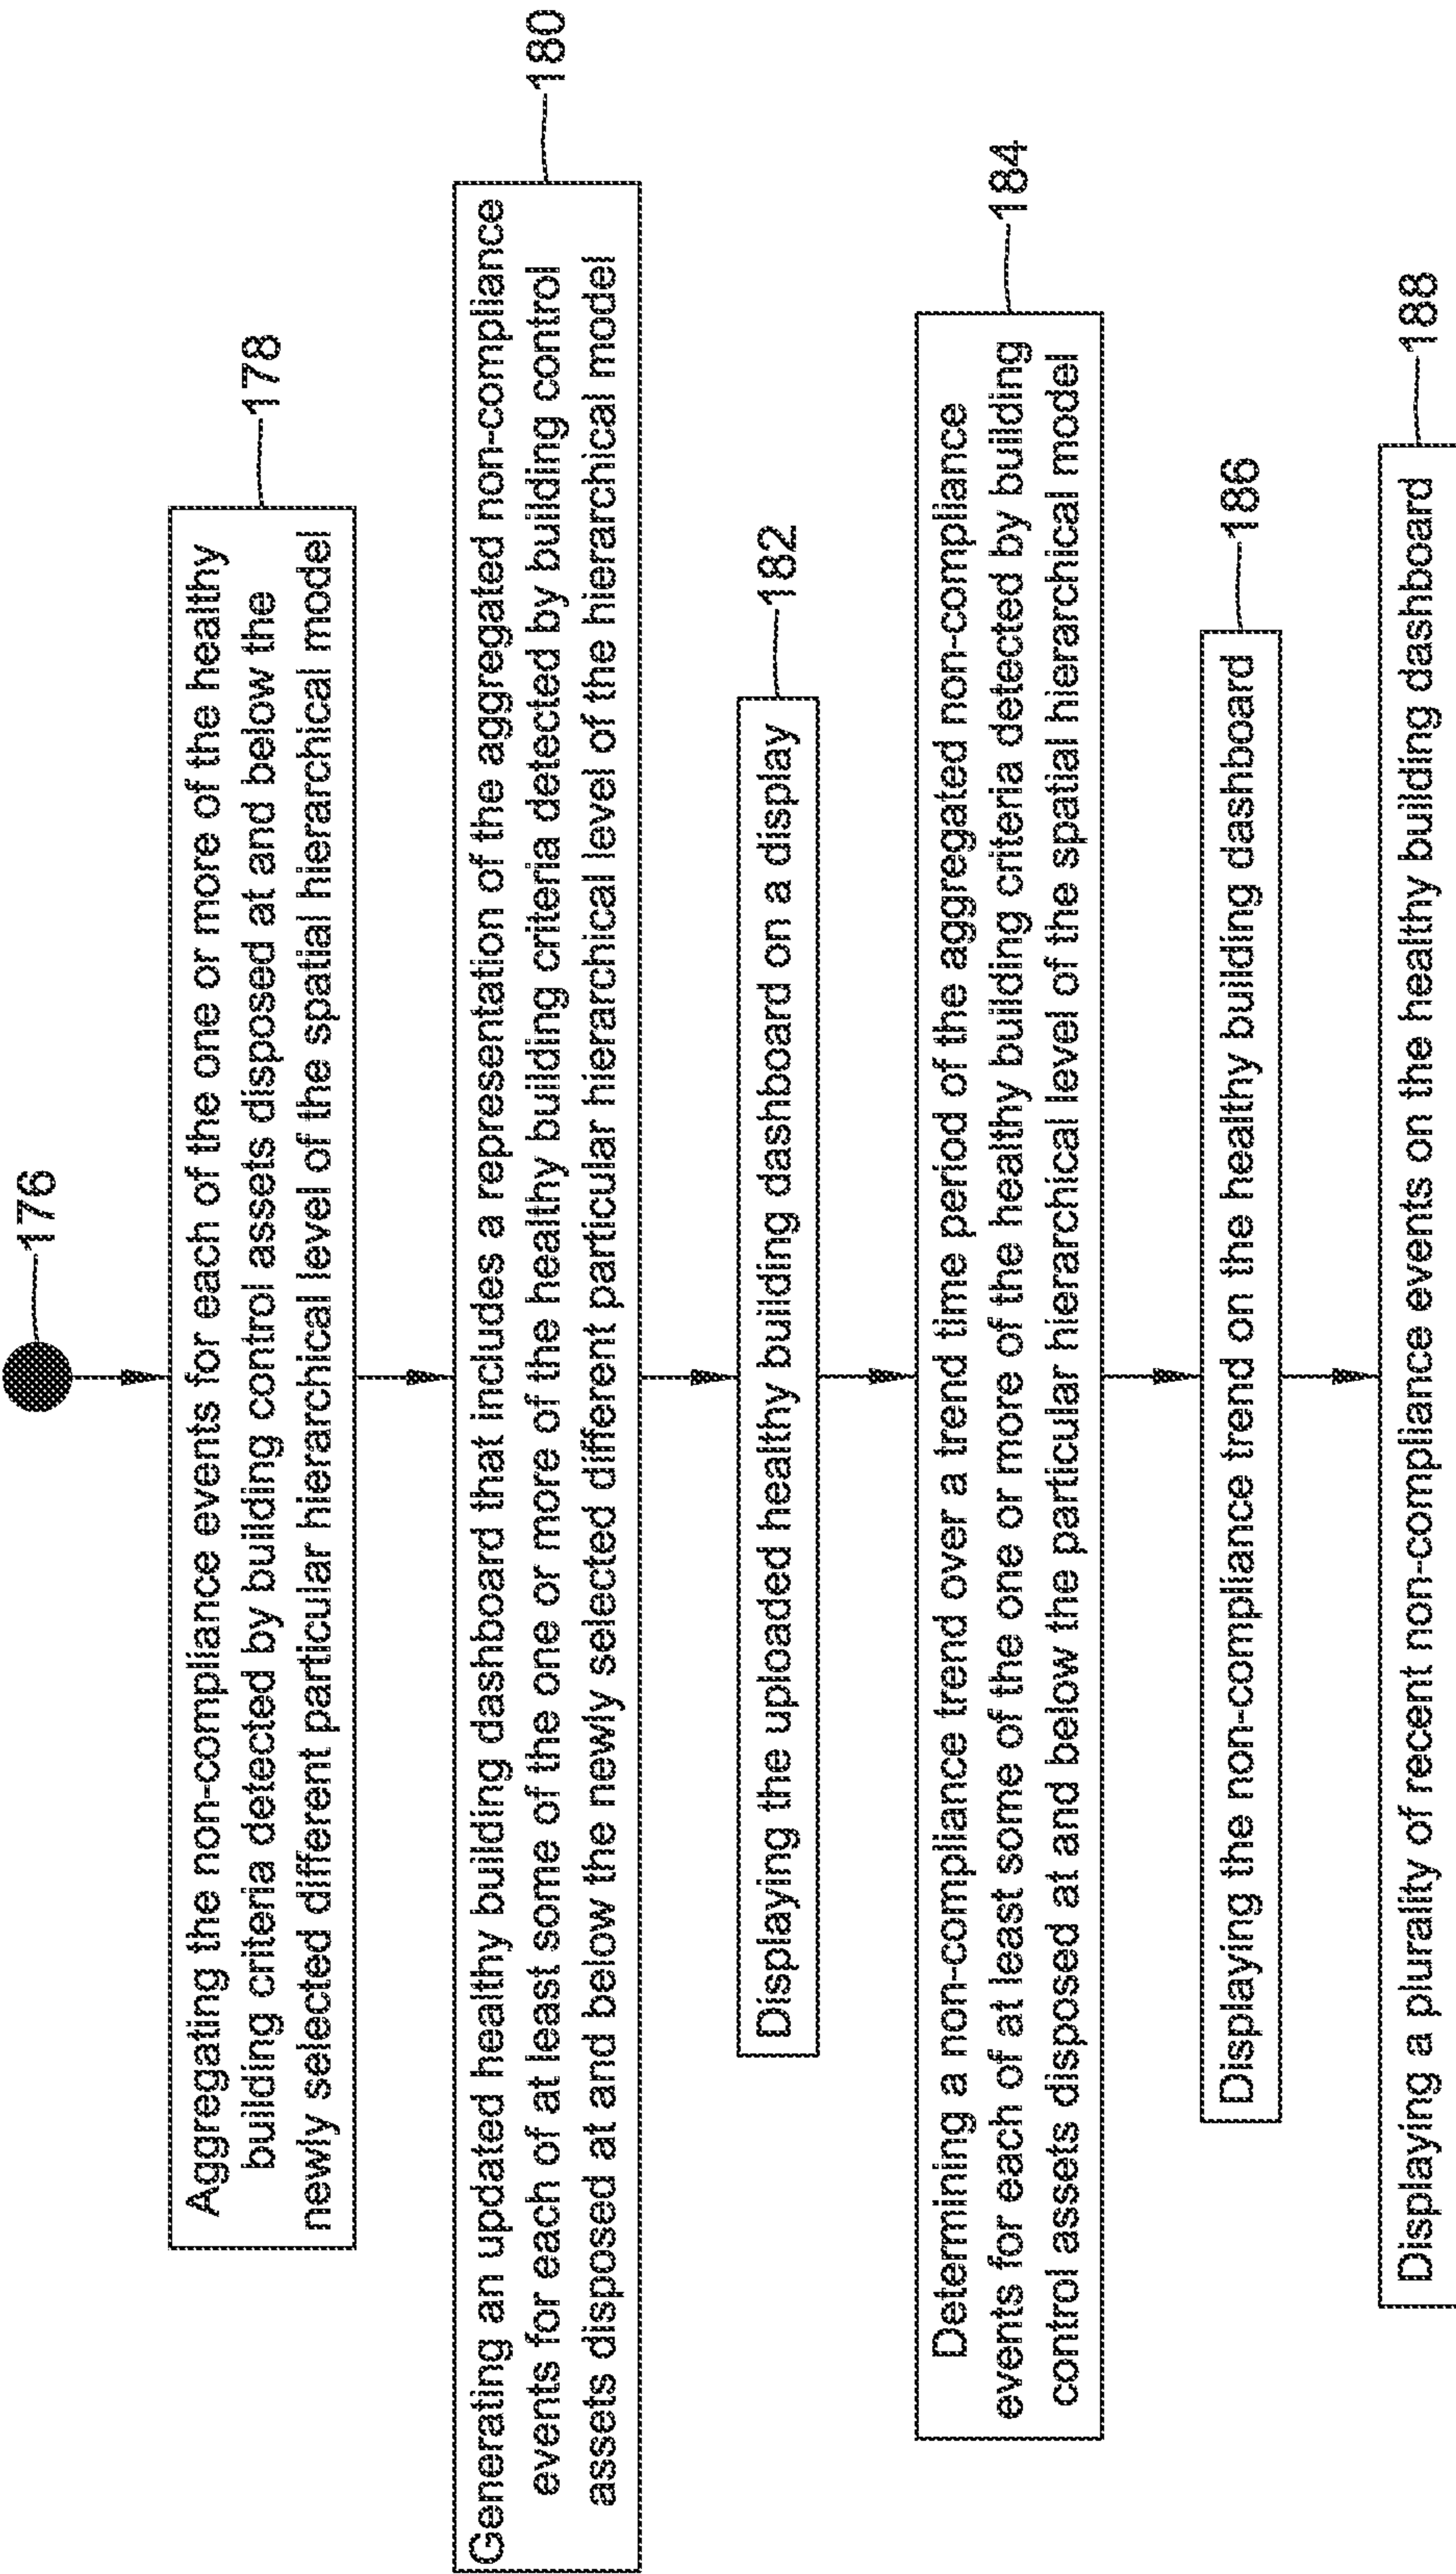 176
Aggregating the non-compliance events for each of the one or more of the healthy
building criteria detected by building control assets disposed at and below the
newly selected different particular hierarchical level of the spatial hierarchical model
178
Generating an updated healthy building dashboard that includes a representation of the aggregated non-compliance
events for each of at least some of the one or more of the healthy building criteria detected by building control
assets disposed at and below the newly selected different particular hierarchical level of the hierarchical model
180
Displaying the uploaded healthy building dashboard on a display
182
Determining a non-compliance trend over a trend time period of the aggregated non-compliance
events for each of at least some of the one or more of the healthy building criteria detected by building
control assets disposed at and below the particular hierarchical level of the spatial hierarchical model
184
Displaying the non-compliance trend on the healthy building dashboard
186
Displaying a plurality of recent non-compliance events on the healthy building dashboard
188